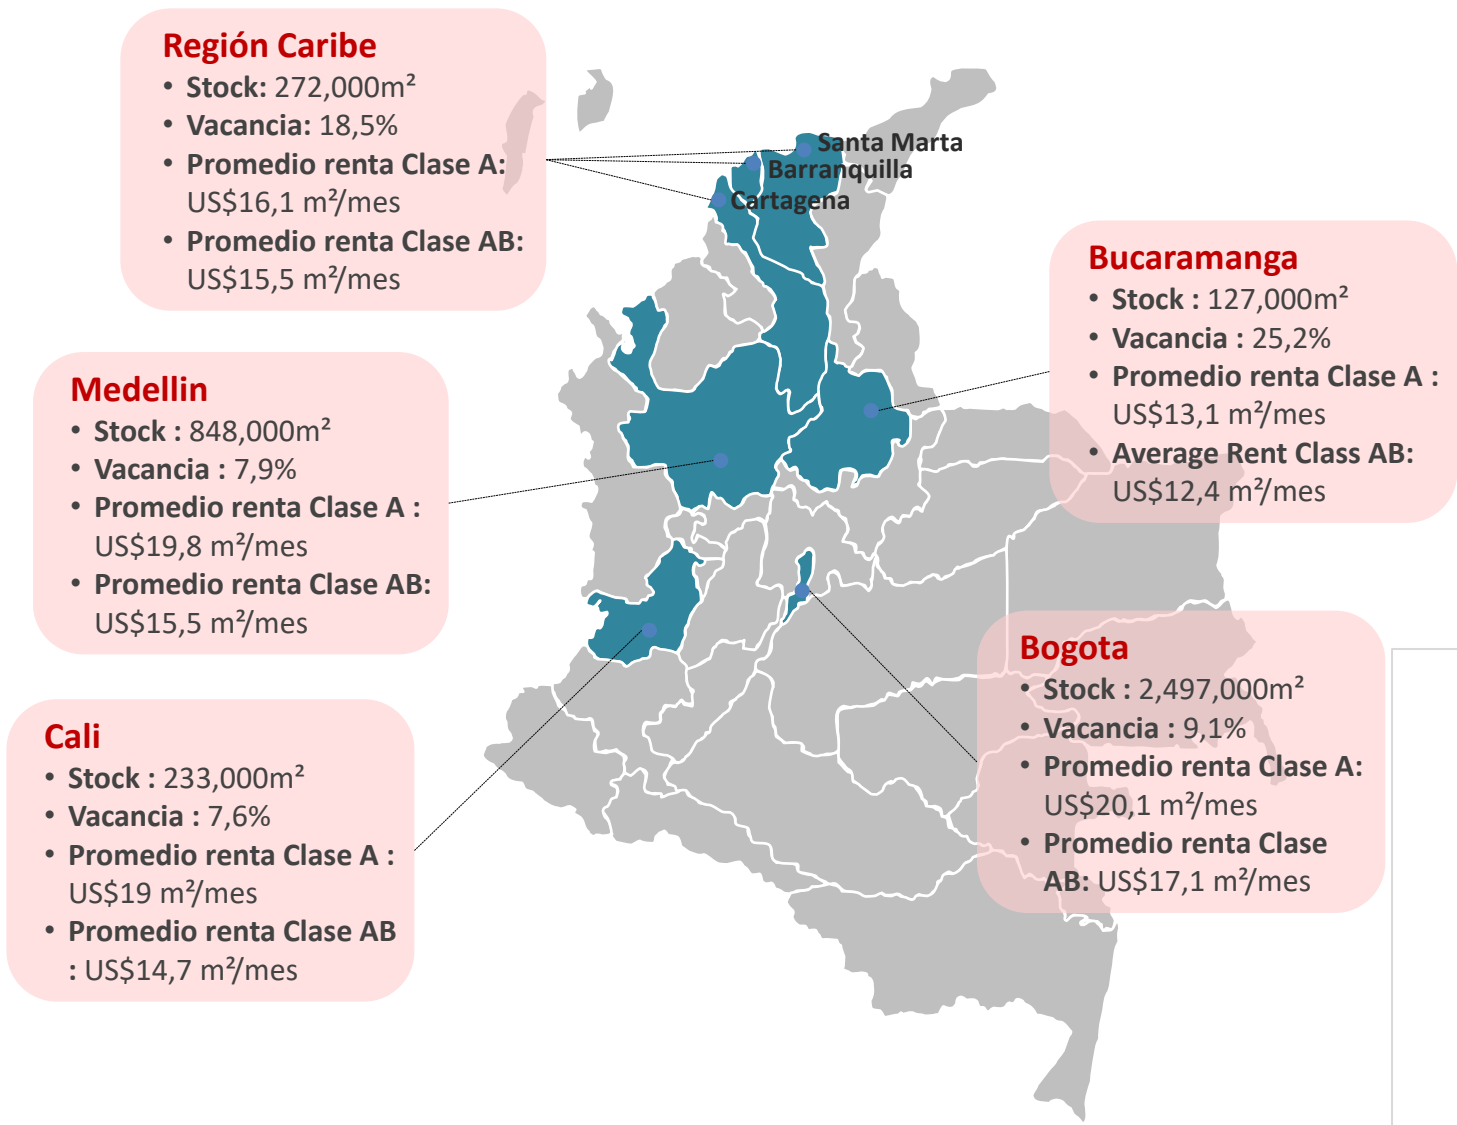 Región Caribe
• Stock: 272,000m²
• Vacancia: 18,5%
• Promedio renta Clase A:
US$16,1 m²/mes
• Promedio renta Clase AB:
US$15,5 m²/mes
Santa Marta
Barranquilla
Cartagena
Bucaramanga
• Stock : 127,000m²
• Vacancia : 25,2%
• Promedio renta Clase A :
US$13,1 m²/mes
• Average Rent Class AB:
US$12,4 m²/mes
Medellin
• Stock : 848,000m²
• Vacancia : 7,9%
• Promedio renta Clase A :
US$19,8 m²/mes
• Promedio renta Clase AB:
US$15,5 m²/mes
Bogota
• Stock : 2,497,000m²
• Vacancia : 9,1%
• Promedio renta Clase A:
US$20,1 m²/mes
• Promedio renta Clase
AB: US$17,1 m²/mes
Cali
• Stock : 233,000m²
• Vacancia : 7,6%
• Promedio renta Clase A :
US$19 m²/mes
• Promedio renta Clase AB
: US$14,7 m²/mes